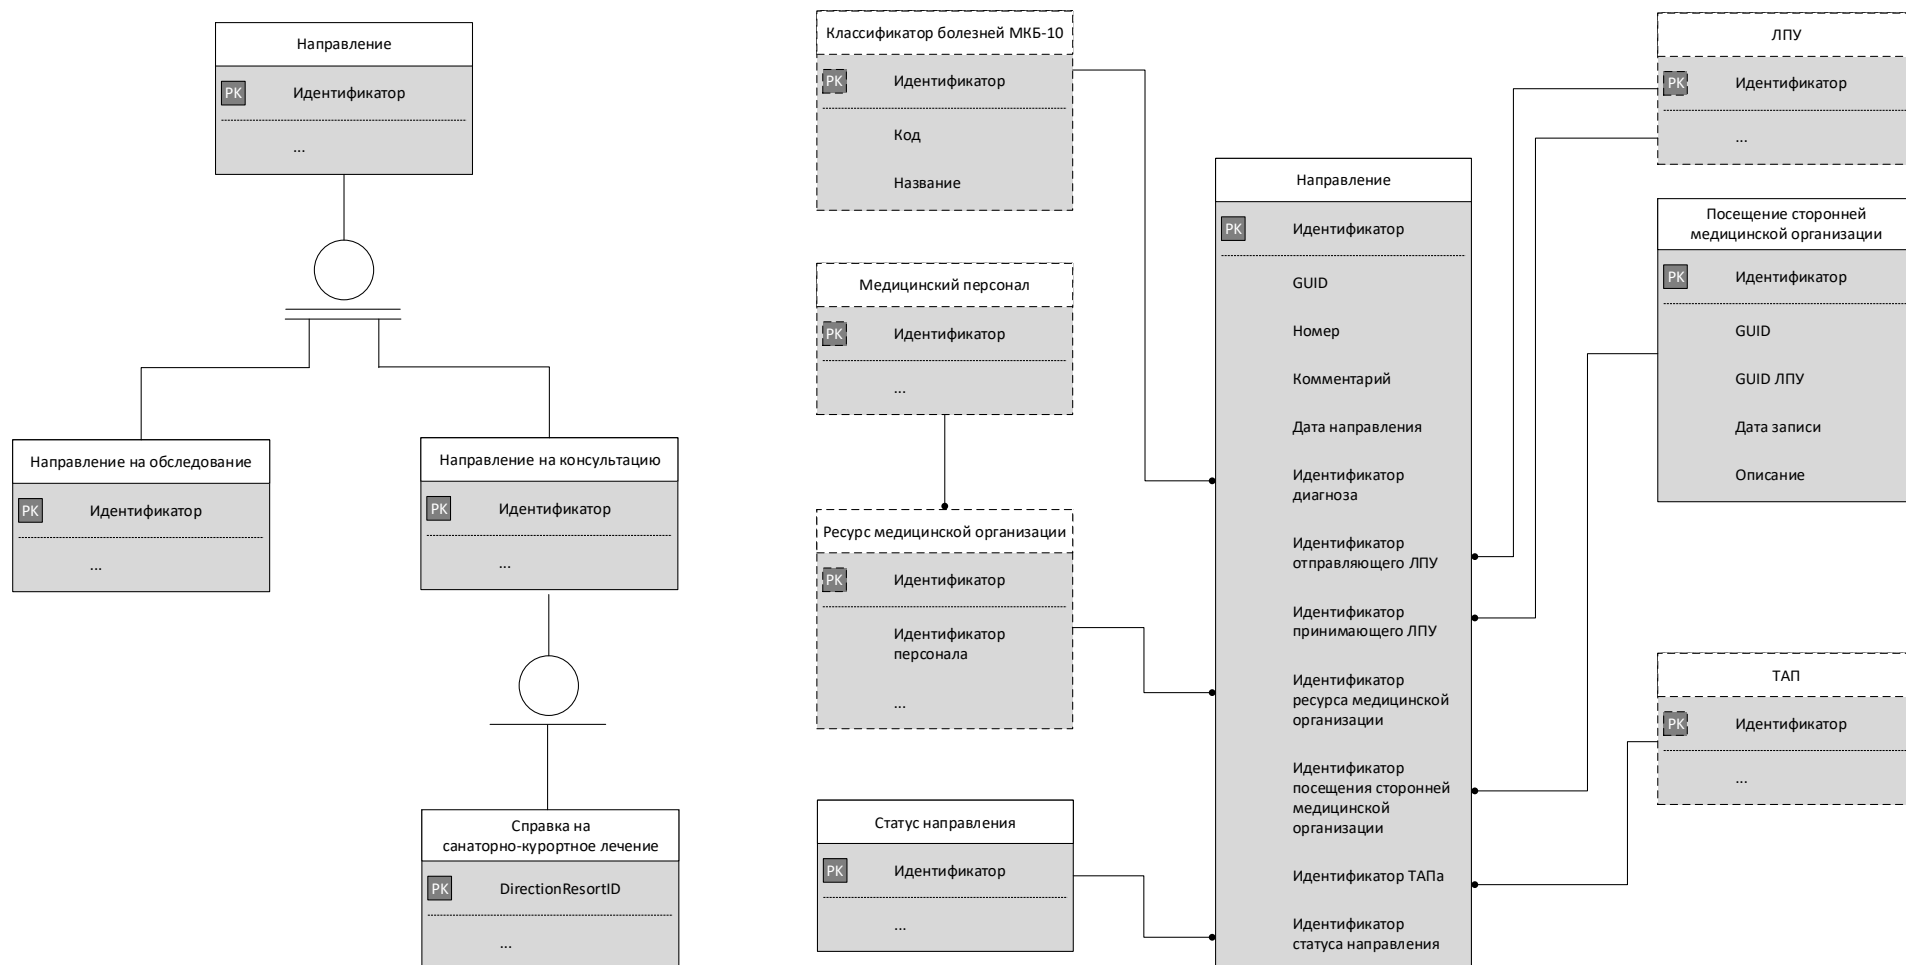 Направление
PK Идентификатор
...
Направление на обследование
PK Идентификатор
...
Направление на консультацию
PK Идентификатор
...
Справка на
санаторно-курортное лечение
PK DirectionResortID
...
Классификатор болезней МКБ-10
PK Идентификатор
Код
Название
Медицинский персонал
PK Идентификатор
...
Ресурс медицинской организации
PK Идентификатор
Идентификатор
персонала
...
Статус направления
PK Идентификатор
...
Направление
PK Идентификатор
GUID
Номер
Комментарий
Дата направления
Идентификатор
диагноза
Идентификатор
отправляющего ЛПУ
Идентификатор
принимающего ЛПУ
Идентификатор
ресурса медицинской
организации
Идентификатор
посещения сторонней
медицинской
организации
Идентификатор ТАПа
Идентификатор
статуса направления
ЛПУ
PK Идентификатор
...
Посещение сторонней
медицинской организации
PK Идентификатор
GUID
GUID ЛПУ
Дата записи
Описание
ТАП
PK Идентификатор
...